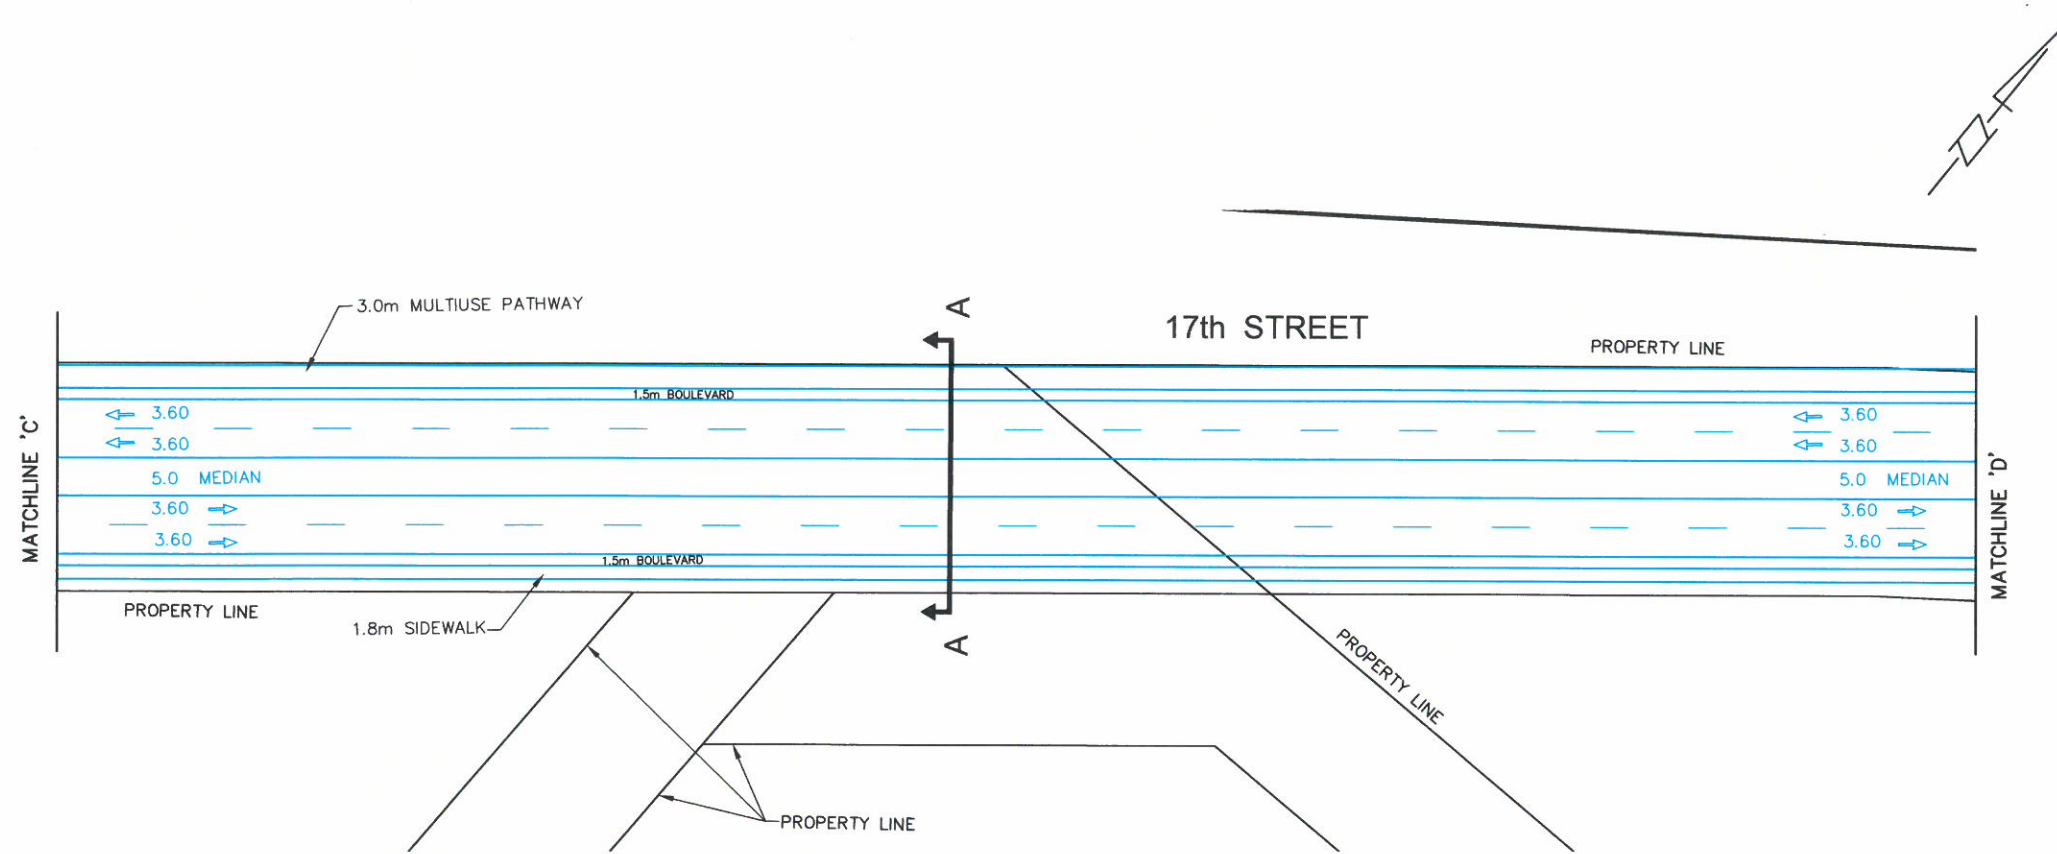 3.0m MULTIUSE PATHWAY
A
17th STREET
PROPERTY LINE
1.5m BOULEVARD
3.60
3.60
3.60
3.60
5.0 MEDIAN
5.0 MEDIAN
3.60
3.60
3.60
3.60
MATCHLINE 'C'
MATCHLINE 'D'
1.5m BOULEVARD
PROPERTY LINE
1.8m SIDEWALK
A
PROPERTY LINE
PROPERTY LINE